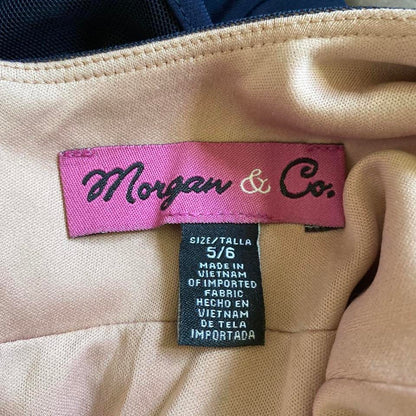 Morgan & Co.
SIZE/TALLA
5/6
MADE IN
VIETNAM
OF IMPORTED
FABRIC
HECHO EN
VIETNAM
DE TELA
IMPORTADA